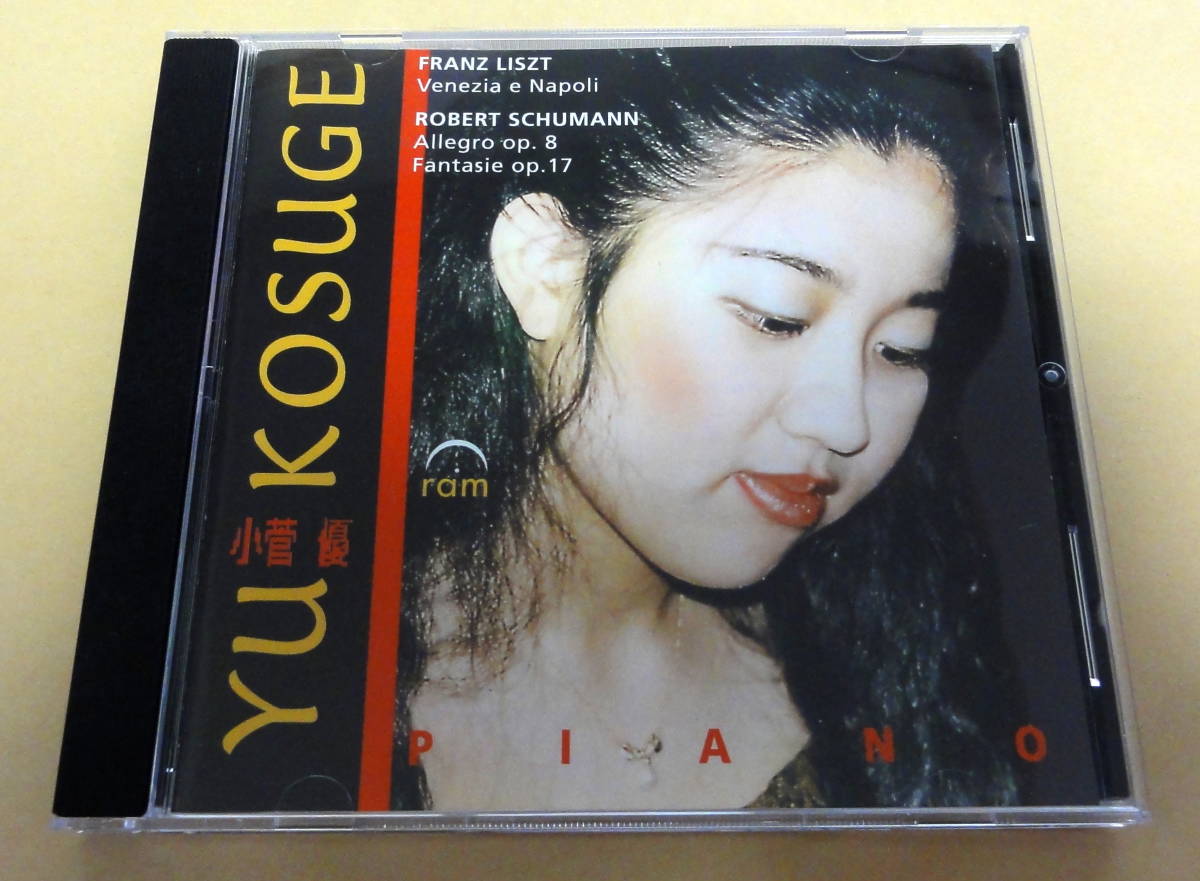 YU KOSUGE
小菅 優
FRANZ LISZT
Venezia e Napoli
ROBERT SCHUMANN
Allegro op. 8
Fantasie op.17
ram
PIANO